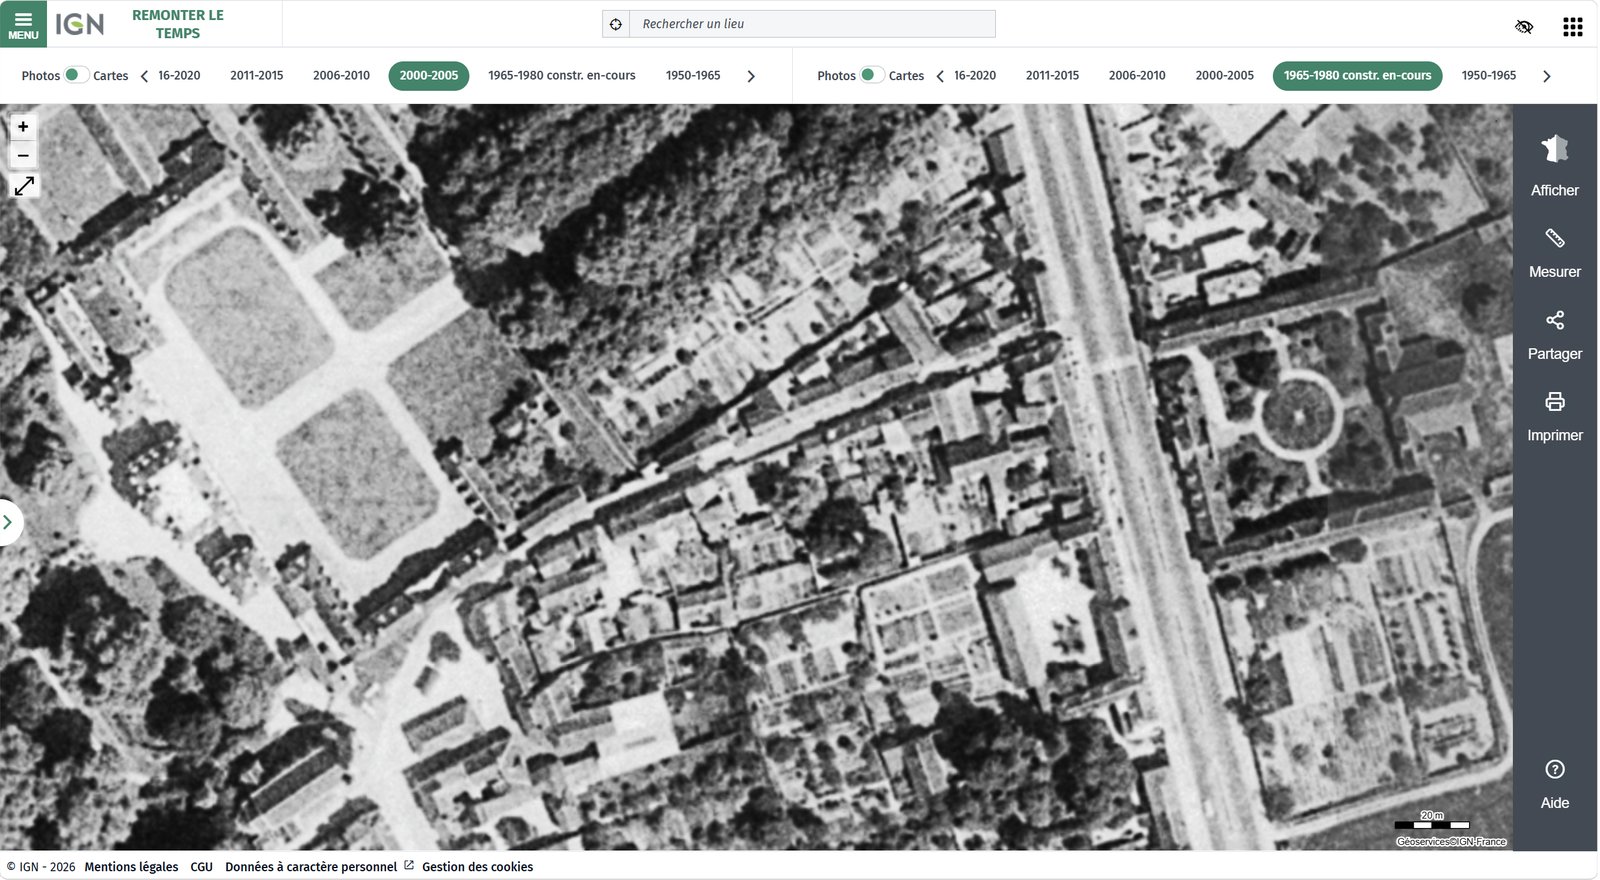 MENU
IGN
REMONTER LE
TEMPS
Rechercher un lieu
Photos Cartes 16-2020 2011-2015 2006-2010 2000-2005 1965-1980 constr. en-cours 1950-1965
Photos Cartes 16-2020 2011-2015 2006-2010 2000-2005 1965-1980 constr. en-cours 1950-1965
+
−
Afficher
Mesurer
Partager
Imprimer
?
Aide
20 m
Géoservices©IGN-France
© IGN - 2026 Mentions légales CGU Données à caractère personnel Gestion des cookies